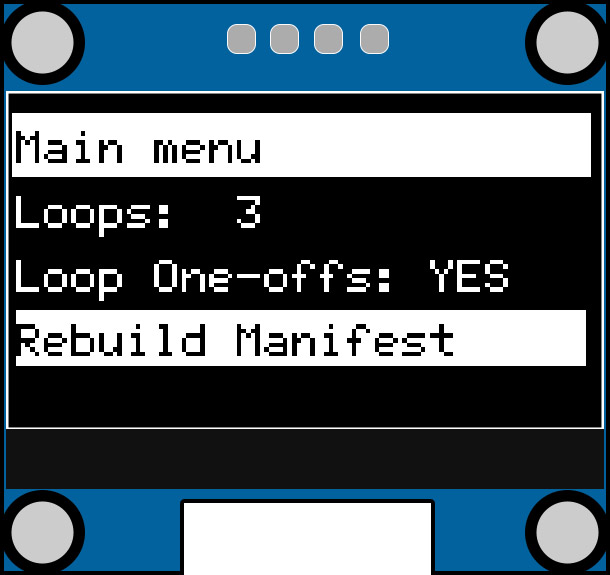 Main menu
Loops:  3
Loop One-offs: YES
Rebuild Manifest